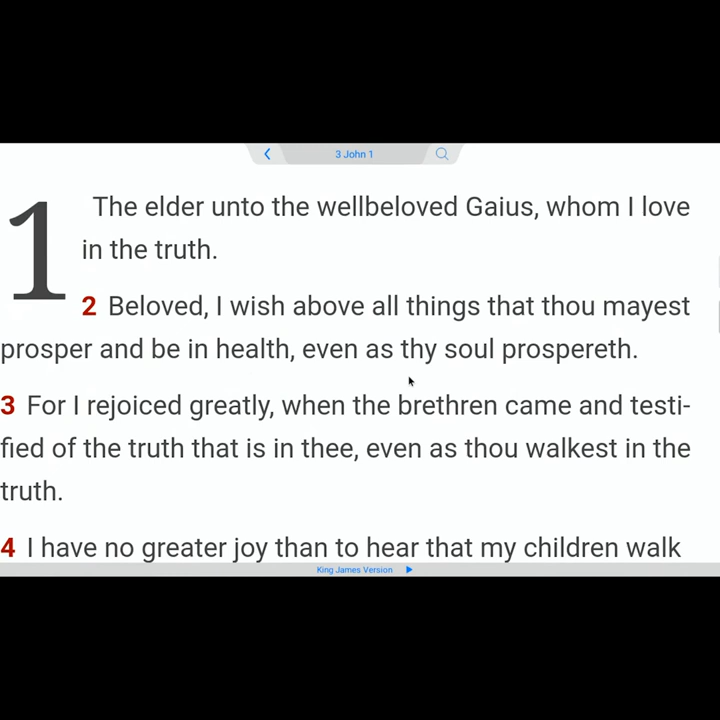 3 John 1
1 The elder unto the wellbeloved Gaius, whom I love
in the truth.
2 Beloved, I wish above all things that thou mayest
prosper and be in health, even as thy soul prospereth.
3 For I rejoiced greatly, when the brethren came and testi-
fied of the truth that is in thee, even as thou walkest in the
truth.
4 I have no greater joy than to hear that my children walk
King James Version